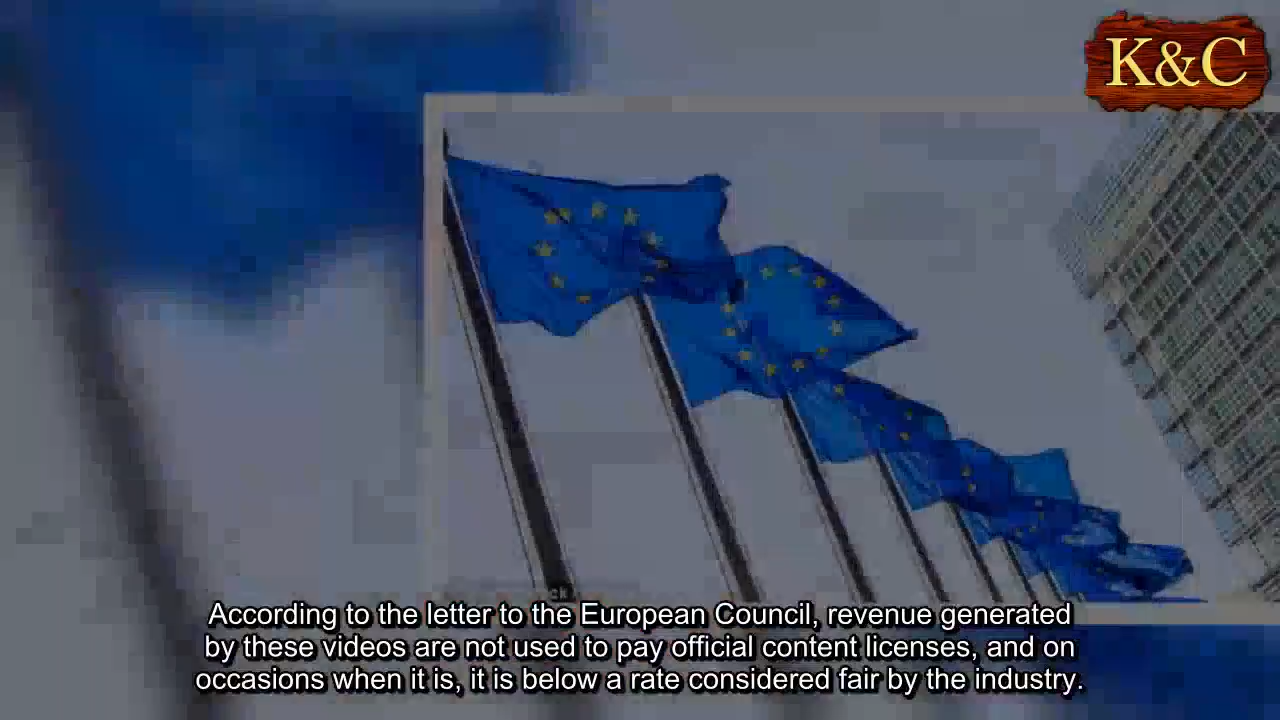 K&C
According to the letter to the European Council, revenue generated
by these videos are not used to pay official content licenses, and on
occasions when it is, it is below a rate considered fair by the industry.